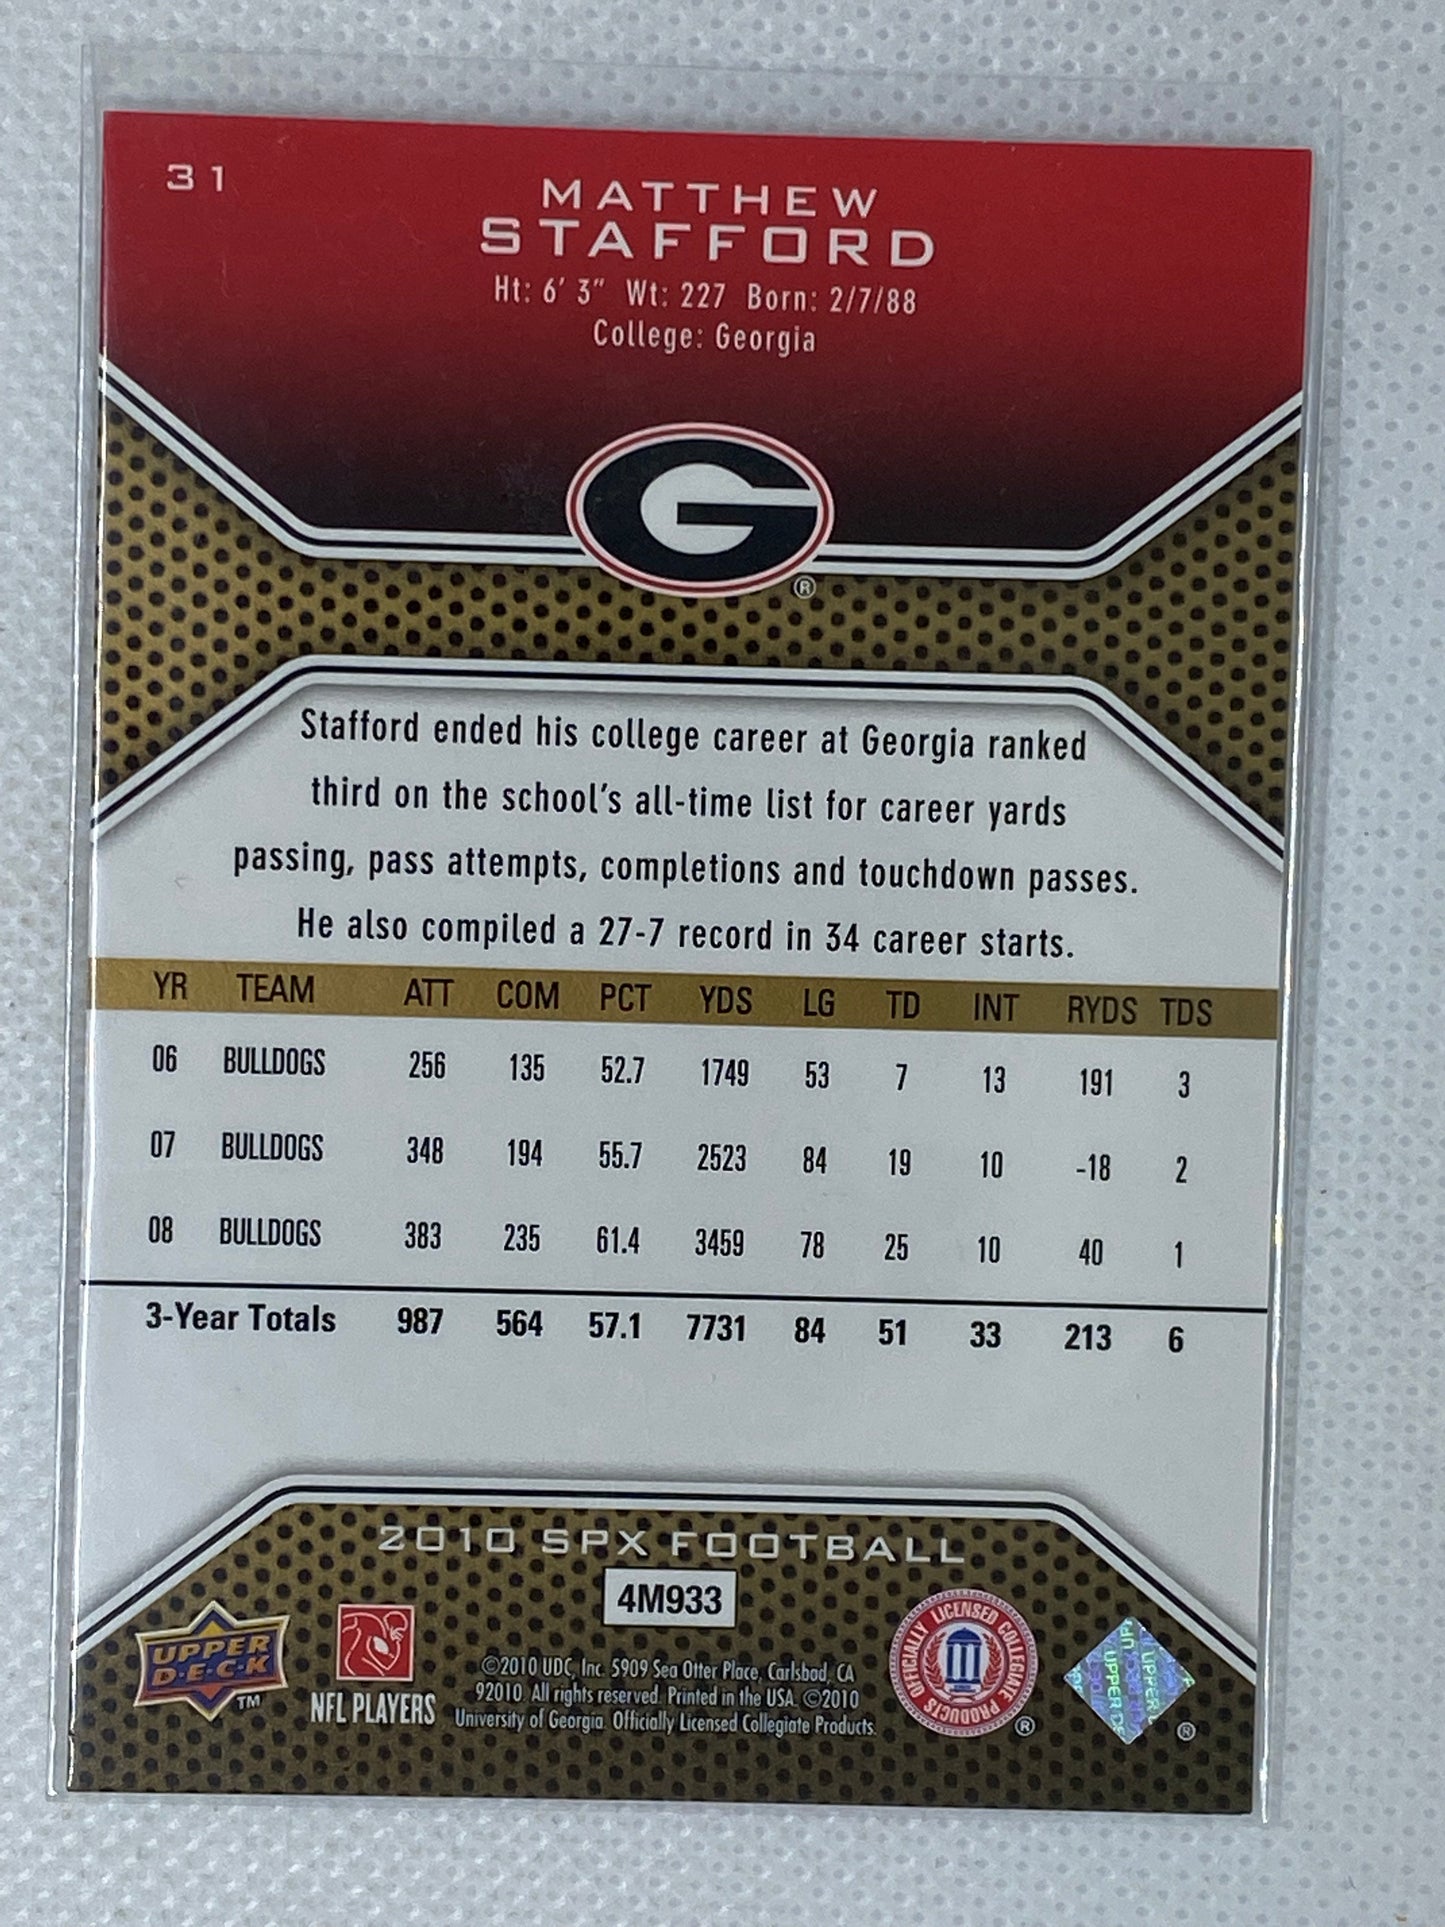 31
MATTHEW
STAFFORD
Ht: 6' 3" Wt: 227 Born: 2/7/88
College: Georgia
G
®
Stafford ended his college career at Georgia ranked
third on the school's all-time list for career yards
passing, pass attempts, completions and touchdown passes.
He also compiled a 27-7 record in 34 career starts.
YR TEAM ATT COM PCT YDS LG TD INT RYDS TDS
06 BULLDOGS 256 135 52.7 1749 53 7 13 191 3
07 BULLDOGS 348 194 55.7 2523 84 19 10 -18 2
08 BULLDOGS 383 235 61.4 3459 78 25 10 40 1
3-Year Totals 987 564 57.1 7731 84 51 33 213 6
2010 SPX FOOTBALL
4M933
UPPER
D·E·C·K
TM
NFL PLAYERS
©2010 UDC, Inc. 5909 Sea Otter Place, Carlsbad, CA
92010. All rights reserved. Printed in the USA. ©2010
University of Georgia. Officially Licensed Collegiate Products.
OFFICIALLY LICENSED COLLEGIATE PRODUCTS
®
UPPER DE
®